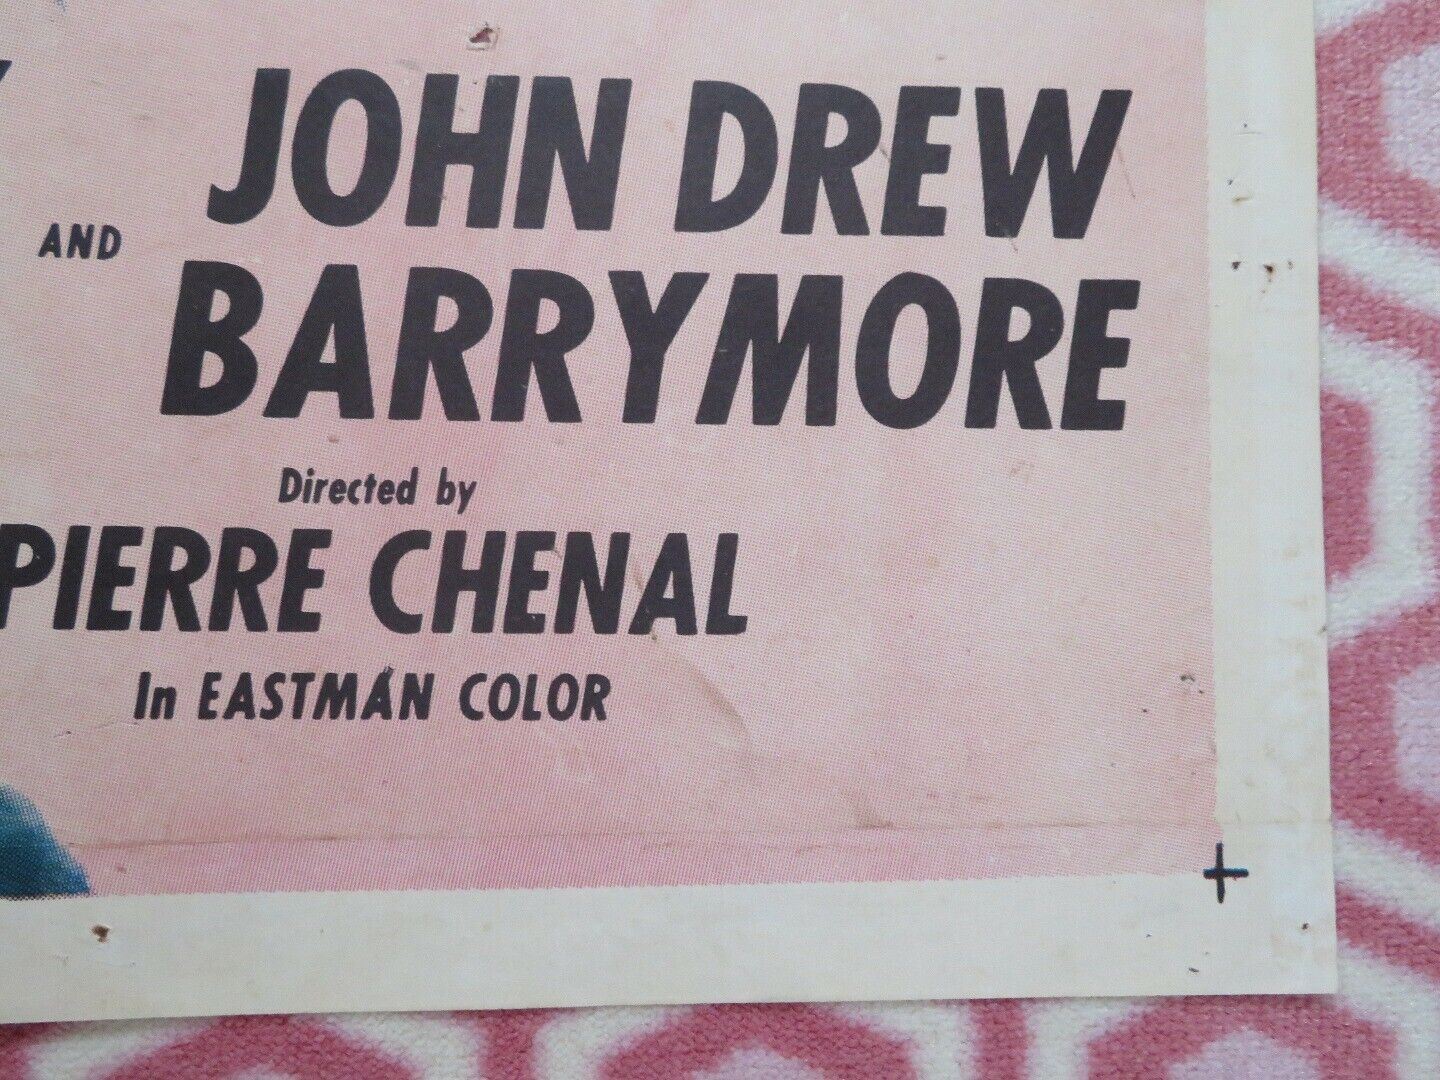 JOHN DREW
AND BARRYMORE
Directed by
PIERRE CHENAL
In EASTMAN COLOR